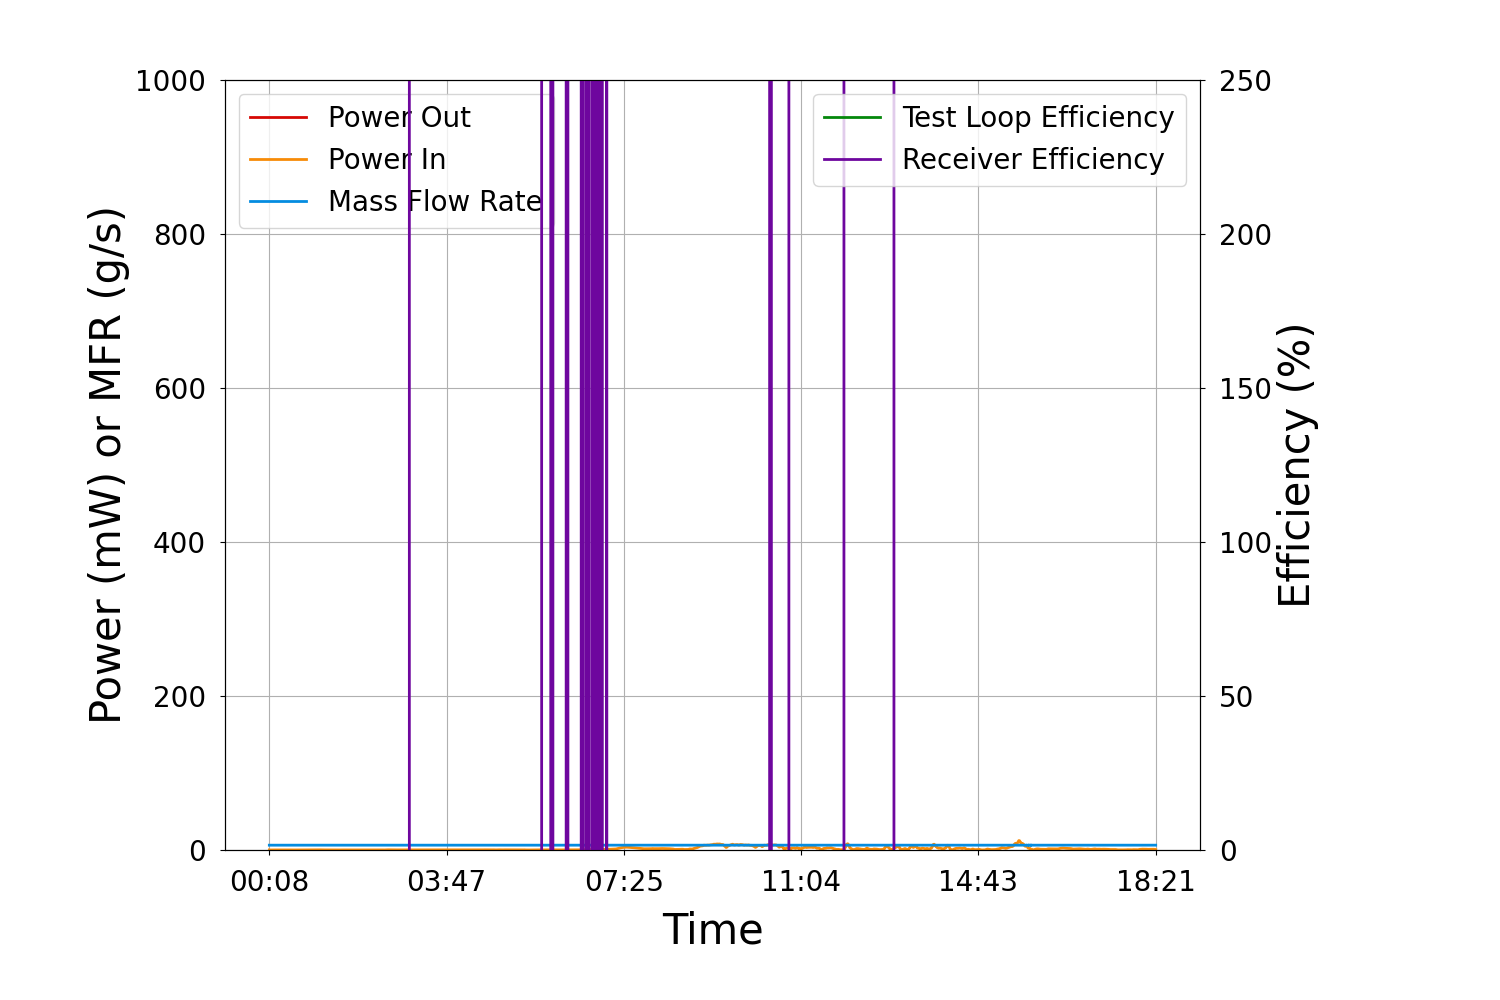 Power Out
Power In
Mass Flow Rate
Test Loop Efficiency
Receiver Efficiency
1000
800
600
400
200
0
Power (mW) or MFR (g/s)
250
200
150
100
50
0
Efficiency (%)
00:08 03:47 07:25 11:04 14:43 18:21
Time